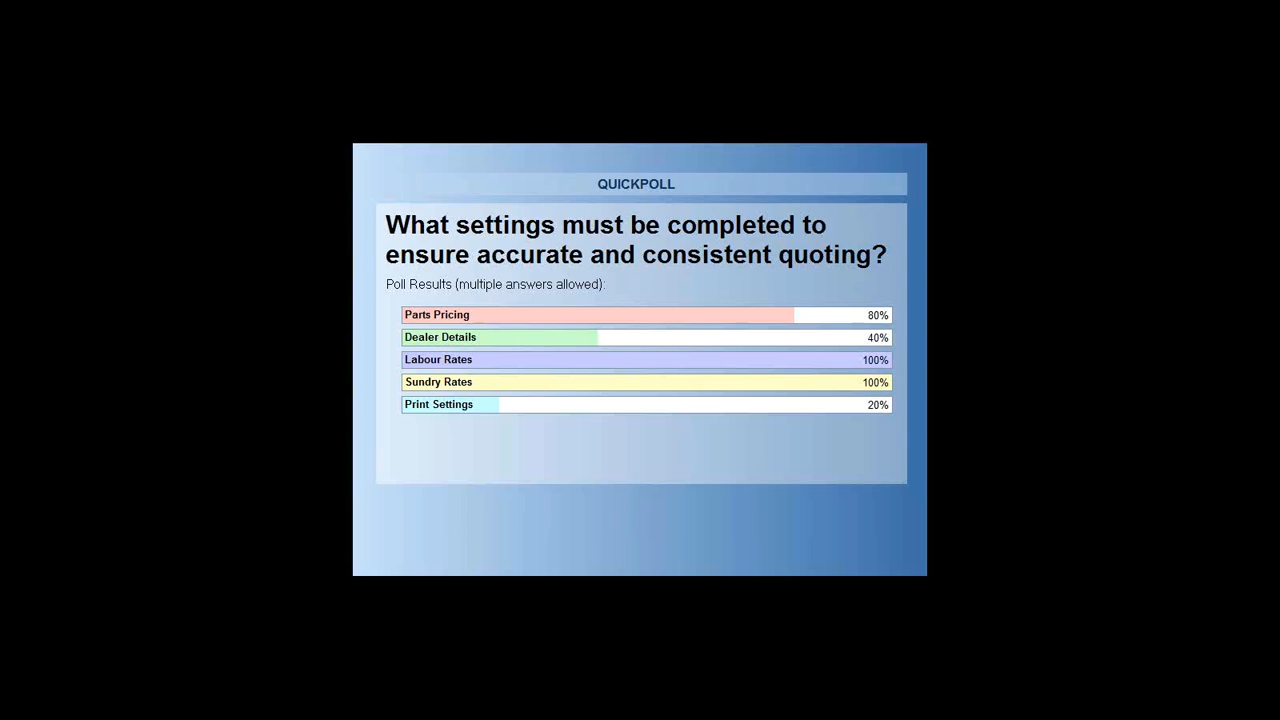 QUICKPOLL
What settings must be completed to
ensure accurate and consistent quoting?
Poll Results (multiple answers allowed):
Parts Pricing 80%
Dealer Details 40%
Labour Rates 100%
Sundry Rates 100%
Print Settings 20%